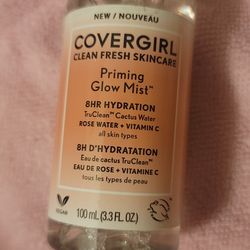 NEW / NOUVEAU
COVERGIRL
CLEAN FRESH SKINCARE
Priming
Glow Mist™
8HR HYDRATION
TruClean™ Cactus Water
ROSE WATER + VITAMIN C
all skin types
8H D'HYDRATATION
Eau de cactus TruClean™
EAU DE ROSE + VITAMINE C
tous les types de peau
VEGAN
100 mL (3.3 FL. OZ.)